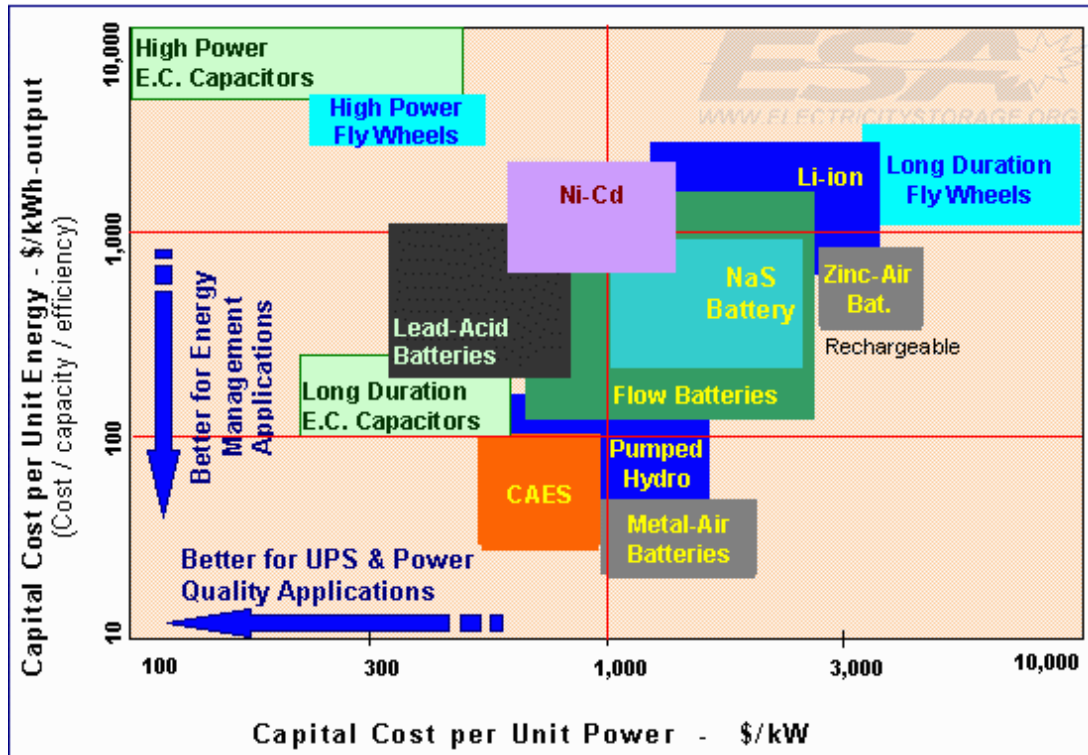 Capital Cost per Unit Energy - $/kWh-output
(Cost / capacity / efficiency)
10,000
1,000
100
10
High Power
E.C. Capacitors
High Power
Fly Wheels
ESA
WWW.ELECTRICITYSTORAGE.ORG
Long Duration
Fly Wheels
Li-ion
Ni-Cd
Zinc-Air
Bat.
Rechargeable
NaS
Battery
Lead-Acid
Batteries
Flow Batteries
Long Duration
E.C. Capacitors
Pumped
Hydro
CAES
Metal-Air
Batteries
Better for Energy
Management
Applications
Better for UPS & Power
Quality Applications
100
300
1,000
3,000
10,000
Capital Cost per Unit Power - $/kW